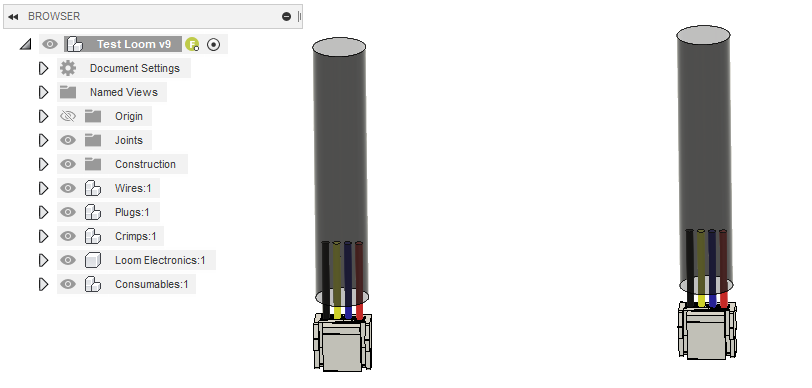 BROWSER
Test Loom v9
Document Settings
Named Views
Origin
Joints
Construction
Wires:1
Plugs:1
Crimps:1
Loom Electronics:1
Consumables:1